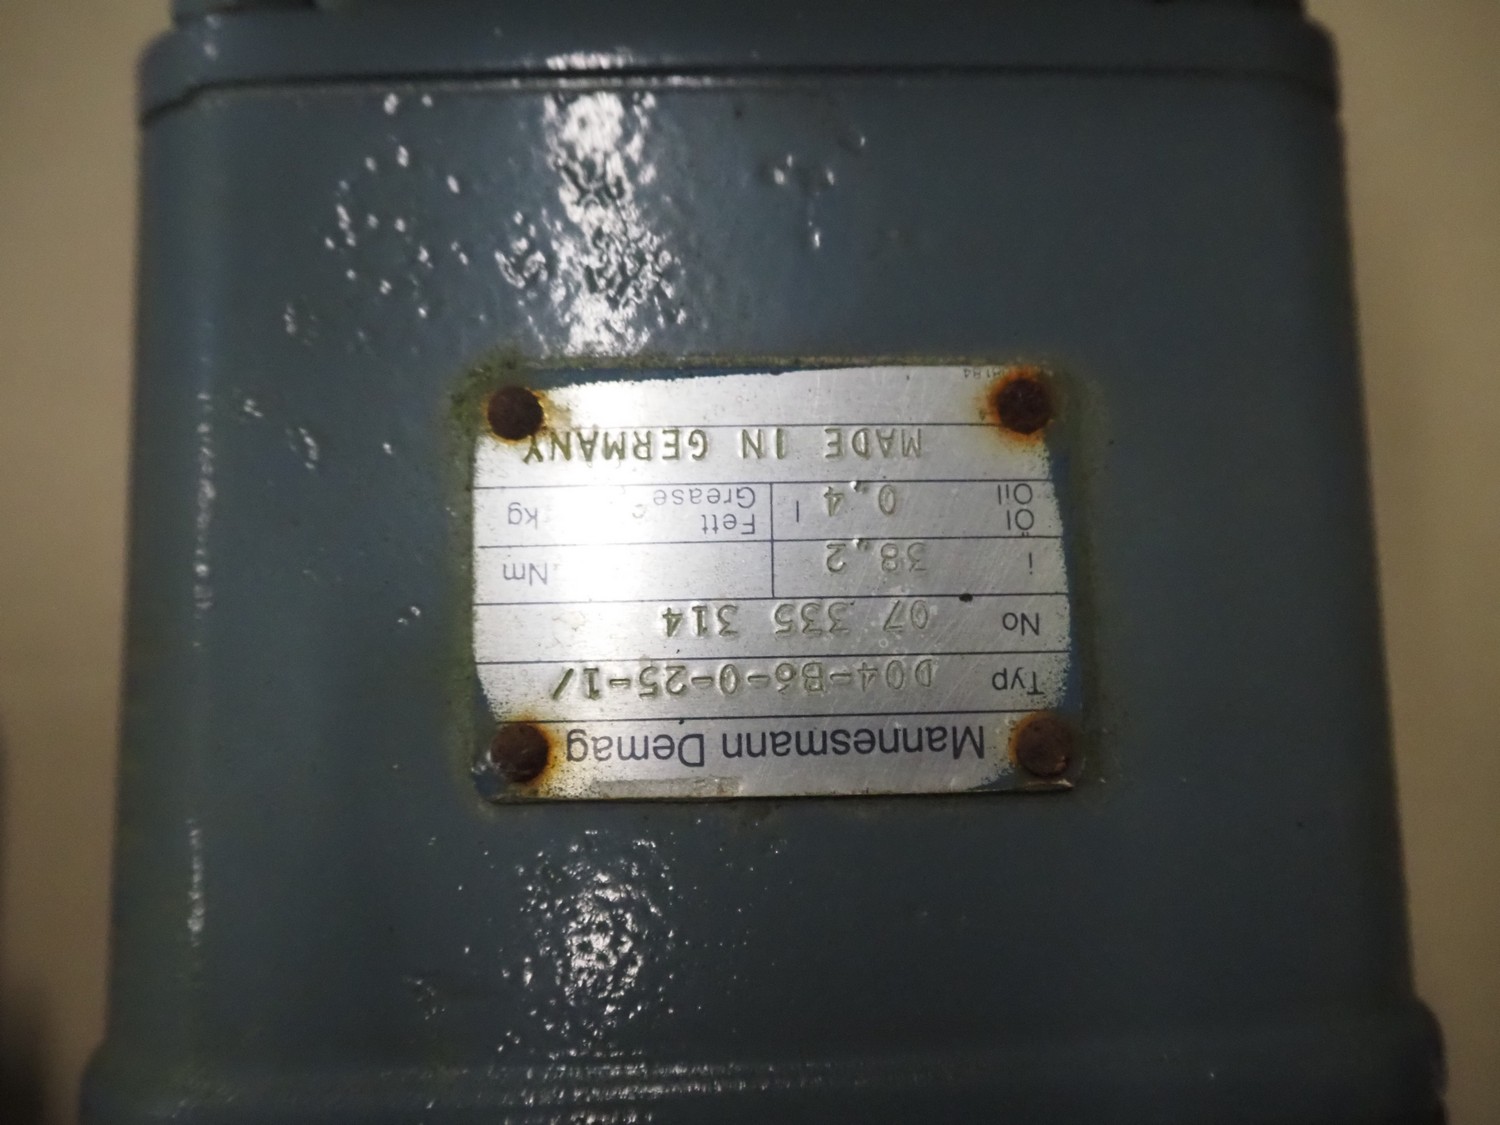 Mannesmann Demag
Typ D04-B6-0-25-1/
No 07 335 314
i 38.2 Nm
Öl Oil 0.4 l Fett Grease kg
MADE IN GERMANY